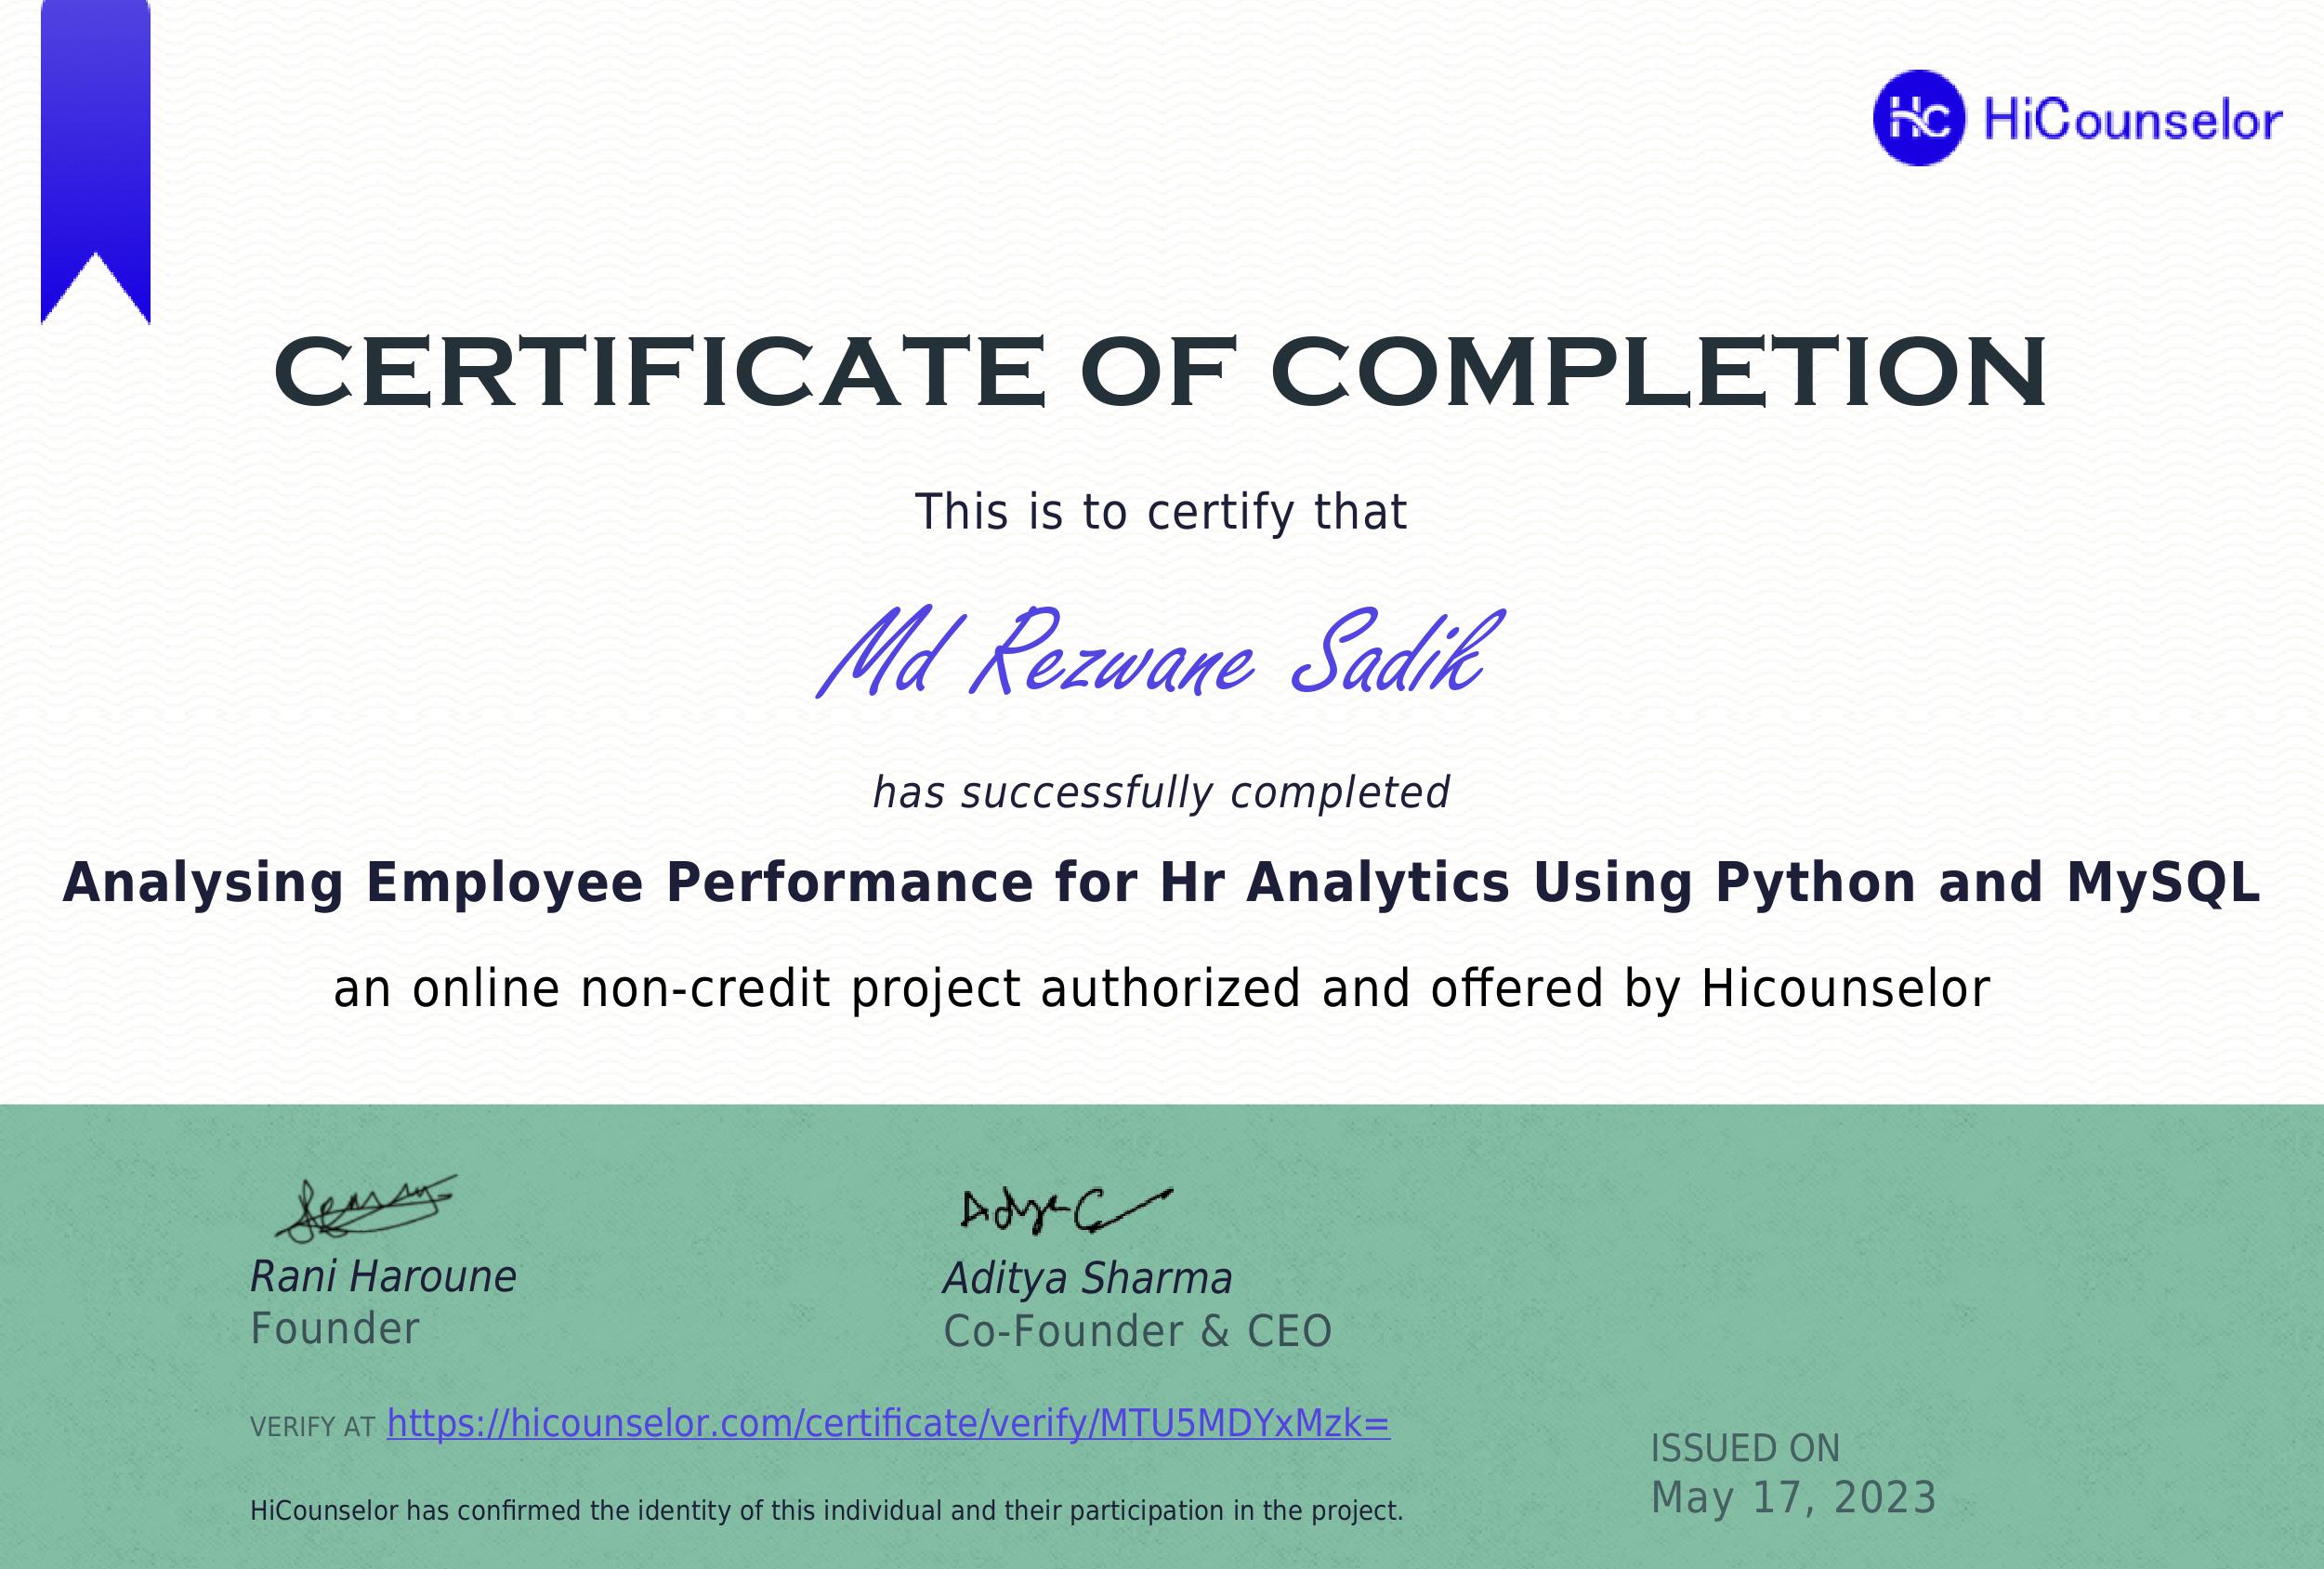 Hc HiCounselor
CERTIFICATE OF COMPLETION
This is to certify that
Md Rezwane Sadik
has successfully completed
Analysing Employee Performance for Hr Analytics Using Python and MySQL
an online non-credit project authorized and offered by Hicounselor
Rani Haroune
Founder
Aditya Sharma
Co-Founder & CEO
VERIFY AT https://hicounselor.com/certificate/verify/MTU5MDYxMzk=
HiCounselor has confirmed the identity of this individual and their participation in the project.
ISSUED ON
May 17, 2023